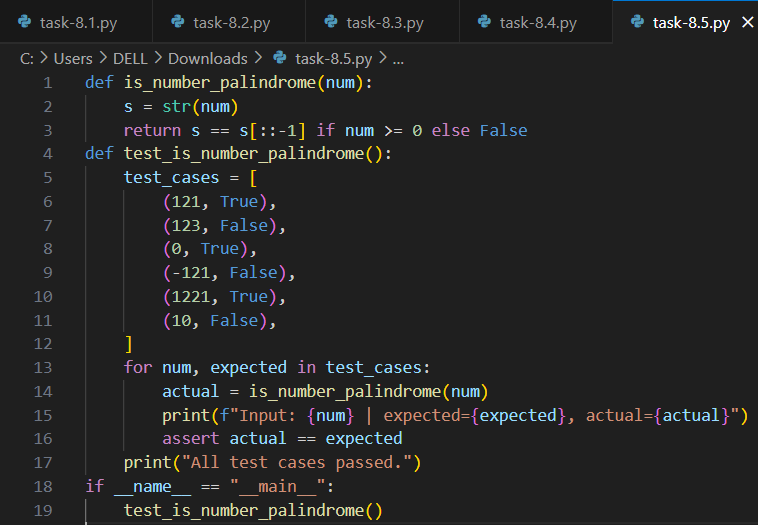 task-8.1.py task-8.2.py task-8.3.py task-8.4.py task-8.5.py ×
C: > Users > DELL > Downloads > task-8.5.py > ...
1 def is_number_palindrome(num):
2     s = str(num)
3     return s == s[::-1] if num >= 0 else False
4 def test_is_number_palindrome():
5     test_cases = [
6         (121, True),
7         (123, False),
8         (0, True),
9         (-121, False),
10         (1221, True),
11         (10, False),
12     ]
13     for num, expected in test_cases:
14         actual = is_number_palindrome(num)
15         print(f"Input: {num} | expected={expected}, actual={actual}")
16         assert actual == expected
17     print("All test cases passed.")
18 if __name__ == "__main__":
19     test_is_number_palindrome()